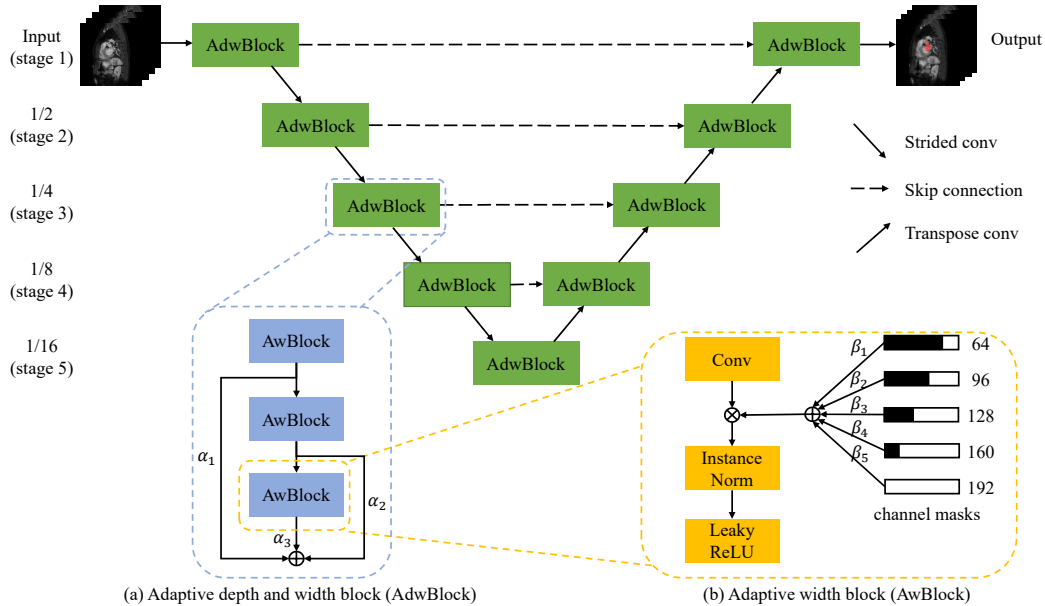 Input
(stage 1)
AdwBlock
AdwBlock
Output
1/2
(stage 2)
AdwBlock
AdwBlock
Strided conv
1/4
(stage 3)
AdwBlock
AdwBlock
Skip connection
Transpose conv
1/8
(stage 4)
AdwBlock
AdwBlock
1/16
(stage 5)
AdwBlock
AwBlock
AwBlock
AwBlock
α1
α2
α3
Conv
Instance
Norm
Leaky
ReLU
β1
β2
β3
β4
β5
64
96
128
160
192
channel masks
(a) Adaptive depth and width block (AdwBlock)
(b) Adaptive width block (AwBlock)